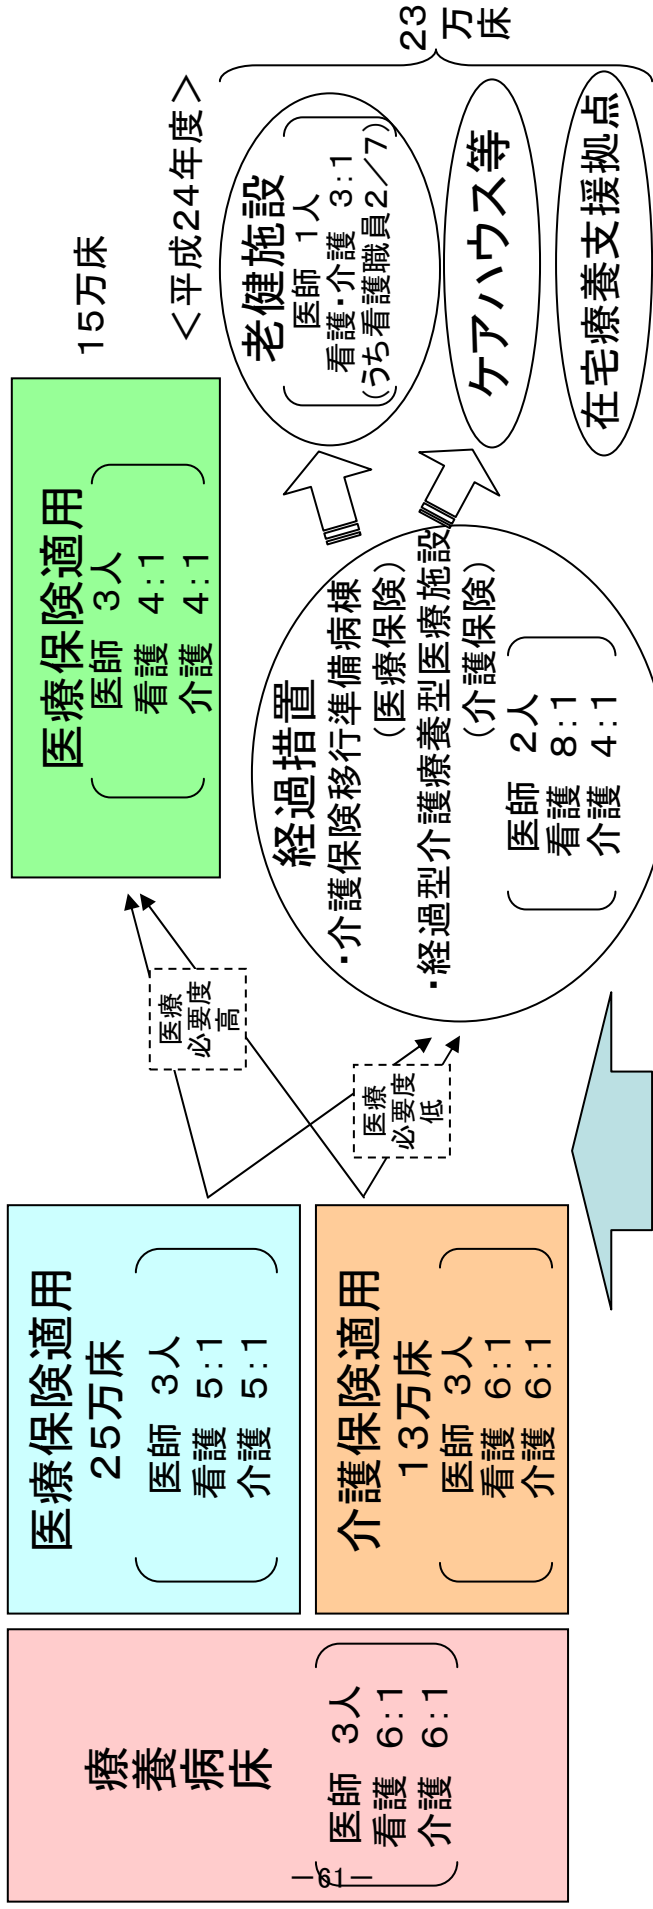 療養病床
医師 3人
看護 6:1
介護 6:1
医療保険適用
25万床
医師 3人
看護 5:1
介護 5:1
介護保険適用
13万床
医師 3人
看護 6:1
介護 6:1
医療
必要度
高
医療
必要度
低
医療保険適用
医師 3人
看護 4:1
介護 4:1
15万床
経過措置
・介護保険移行準備病棟
(医療保険)
・経過型介護療養型医療施設
(介護保険)
医師 2人
看護 8:1
介護 4:1
<平成24年度>
老健施設
医師 1人
看護・介護 3:1
(うち看護職員2/7)
ケアハウス等
在宅療養支援拠点
23
万
床
-61-